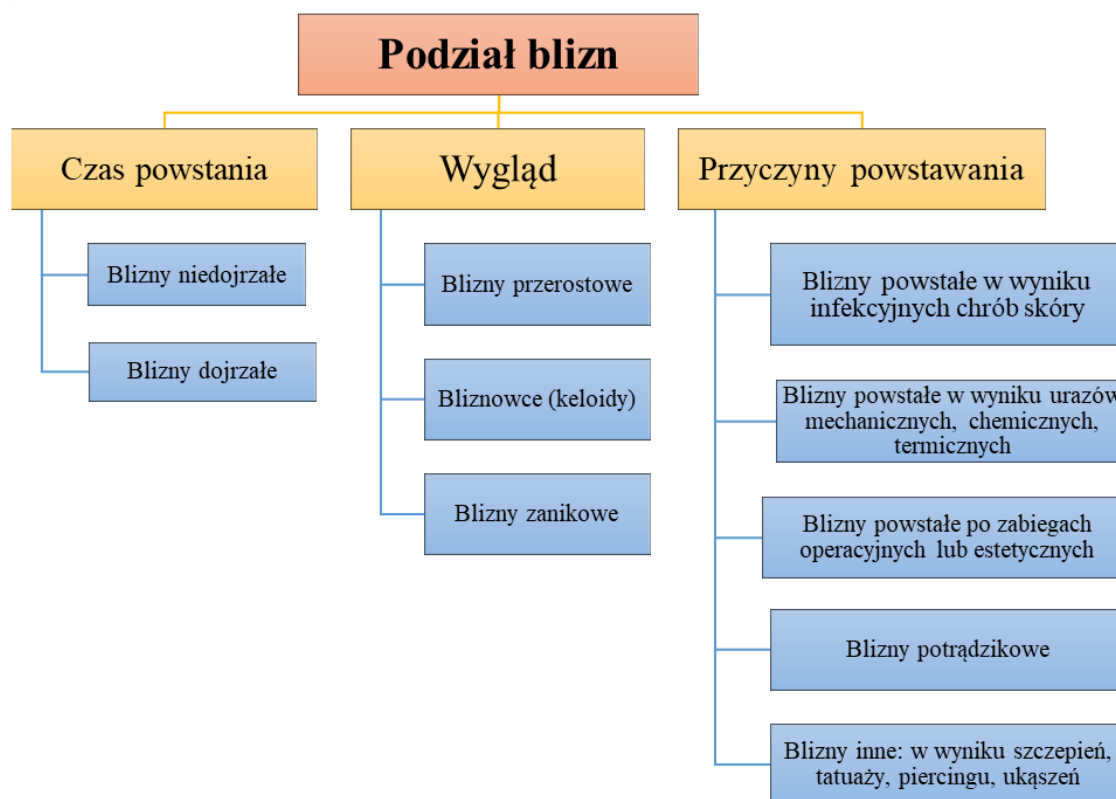 Podział blizn
Czas powstania
Blizny niedojrzałe
Blizny dojrzałe
Wygląd
Blizny przerostowe
Bliznowce (keloidy)
Blizny zanikowe
Przyczyny powstawania
Blizny powstałe w wyniku
infekcyjnych chrób skóry
Blizny powstałe w wyniku urazów
mechanicznych, chemicznych,
termicznych
Blizny powstałe po zabiegach
operacyjnych lub estetycznych
Blizny potrądzikowe
Blizny inne: w wyniku szczepień,
tatuaży, piercingu, ukąszeń